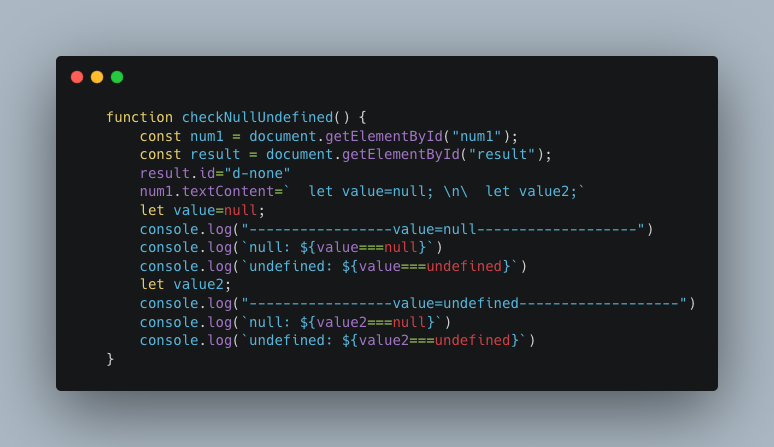 function checkNullUndefined() {
    const num1 = document.getElementById("num1");
    const result = document.getElementById("result");
    result.id="d-none"
    num1.textContent=`  let value=null; \n\  let value2;`
    let value=null;
    console.log("-----------------value=null-------------------")
    console.log(`null: ${value===null}`)
    console.log(`undefined: ${value===undefined}`)
    let value2;
    console.log("-----------------value=undefined-------------------")
    console.log(`null: ${value2===null}`)
    console.log(`undefined: ${value2===undefined}`)
}